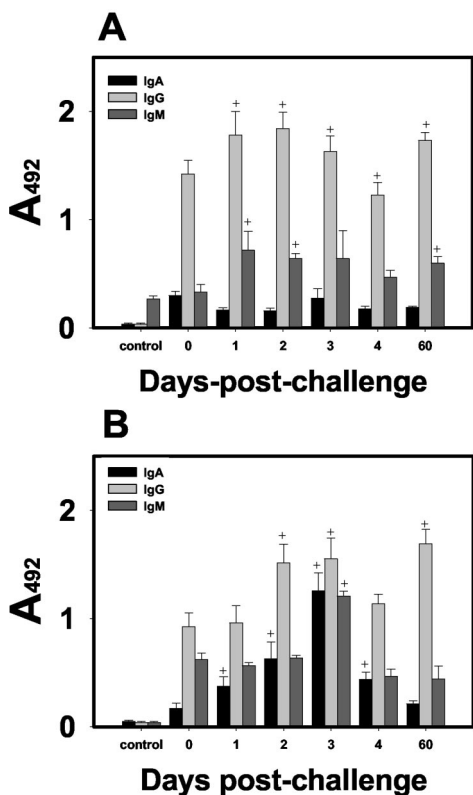 A
IgA
IgG
IgM
2
1
0
A492
+ + + + + + + +
control 0 1 2 3 4 60
Days-post-challenge
B
IgA
IgG
IgM
2
1
0
A492
+ + + + + + + +
control 0 1 2 3 4 60
Days post-challenge